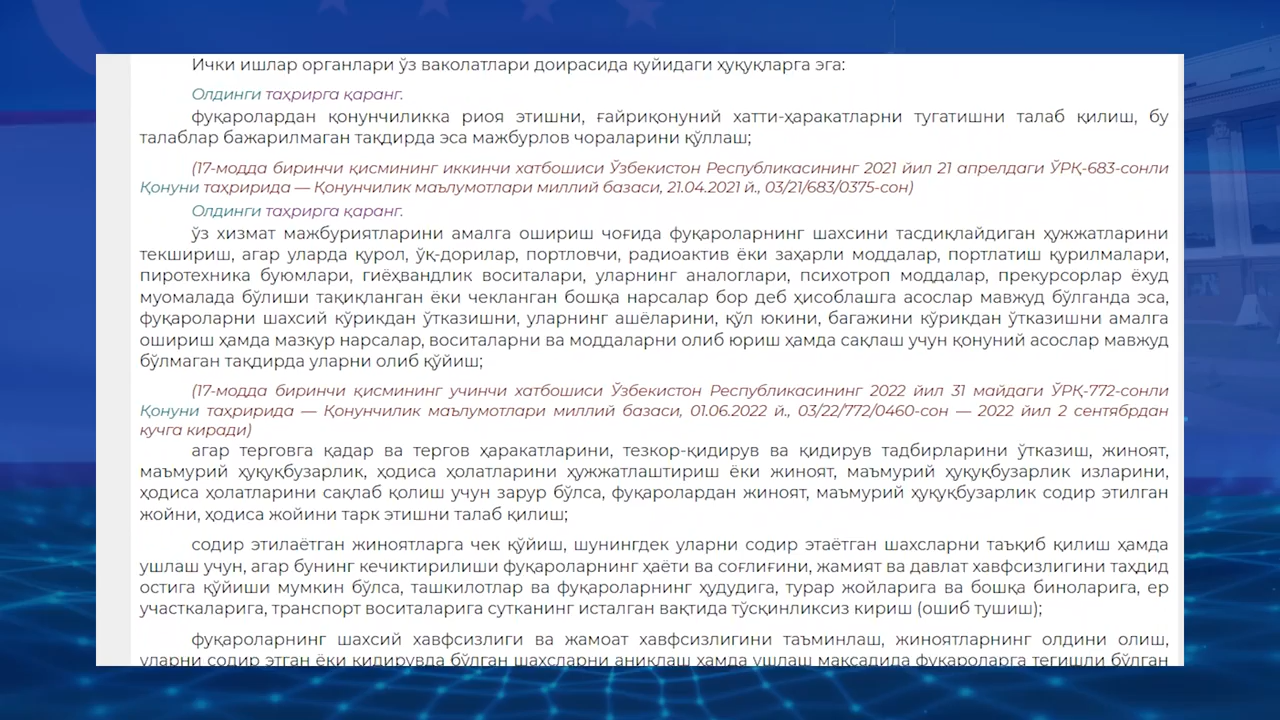 Ички ишлар органлари ўз ваколатлари доирасида қуйидаги ҳуқуқларга эга:
Олдинги таҳрирга қаранг.
фуқаролардан қонунчиликка риоя этишни, ғайриқонуний хатти-ҳаракатларни тугатишни талаб қилиш, бу
талаблар бажарилмаган тақдирда эса мажбурлов чораларини қўллаш;
(17-модда биринчи қисмининг иккинчи хатбошиси Ўзбекистон Республикасининг 2021 йил 21 апрелдаги ЎРҚ-683-сонли
Қонуни таҳририда — Қонунчилик маълумотлари миллий базаси, 21.04.2021 й., 03/21/683/0375-сон)
Олдинги таҳрирга қаранг.
ўз хизмат мажбуриятларини амалга ошириш чоғида фуқароларнинг шахсини тасдиқлайдиган ҳужжатларини
текшириш, агар уларда қурол, ўқ-дорилар, портловчи, радиоактив ёки заҳарли моддалар, портлатиш қурилмалари,
пиротехника буюмлари, гиёҳвандлик воситалари, уларнинг аналоглари, психотроп моддалар, прекурсорлар ёхуд
муомалада бўлиши тақиқланган ёки чекланган бошқа нарсалар бор деб ҳисоблашга асослар мавжуд бўлганда эса,
фуқароларни шахсий кўрикдан ўтказишни, уларнинг ашёларини, қўл юкини, багажини кўрикдан ўтказишни амалга
ошириш ҳамда мазкур нарсалар, воситаларни ва моддаларни олиб юриш ҳамда сақлаш учун қонуний асослар мавжуд
бўлмаган тақдирда уларни олиб қўйиш;
(17-модда биринчи қисмининг учинчи хатбошиси Ўзбекистон Республикасининг 2022 йил 31 майдаги ЎРҚ-772-сонли
Қонуни таҳририда — Қонунчилик маълумотлари миллий базаси, 01.06.2022 й., 03/22/772/0460-сон — 2022 йил 2 сентябрдан
кучга киради)
агар терговга қадар ва тергов ҳаракатларини, тезкор-қидирув ва қидирув тадбирларини ўтказиш, жиноят,
маъмурий ҳуқуқбузарлик, ҳодиса ҳолатларини ҳужжатлаштириш ёки жиноят, маъмурий ҳуқуқбузарлик изларини,
ҳодиса ҳолатларини сақлаб қолиш учун зарур бўлса, фуқаролардан жиноят, маъмурий ҳуқуқбузарлик содир этилган
жойни, ҳодиса жойини тарк этишни талаб қилиш;
содир этилаётган жиноятларга чек қўйиш, шунингдек уларни содир этаётган шахсларни таъқиб қилиш ҳамда
ушлаш учун, агар бунинг кечиктирилиши фуқароларнинг ҳаёти ва соғлиғини, жамият ва давлат хавфсизлигини таҳдид
остига қўйиши мумкин бўлса, ташкилотлар ва фуқароларнинг ҳудудига, турар жойларига ва бошқа биноларига, ер
участкаларига, транспорт воситаларига сутканинг исталган вақтида тўсқинликсиз кириш (ошиб тушиш);
фуқароларнинг шахсий хавфсизлиги ва жамоат хавфсизлигини таъминлаш, жиноятларнинг олдини олиш,
уларни содир этган ёки қидирувда бўлган шахсларни аниқлаш ҳамда ушлаш мақсадида фуқароларга тегишли бўлган